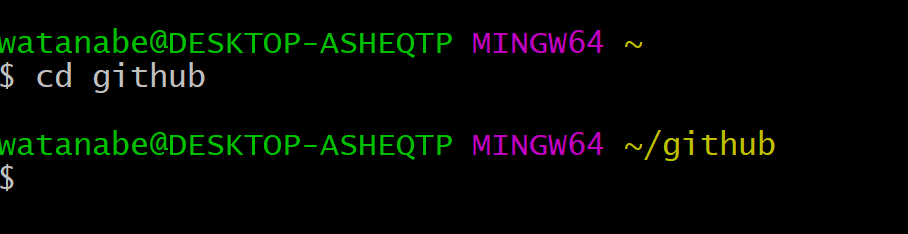 watanabe@DESKTOP-ASHEQTP MINGW64 ~
$ cd github
watanabe@DESKTOP-ASHEQTP MINGW64 ~/github
$